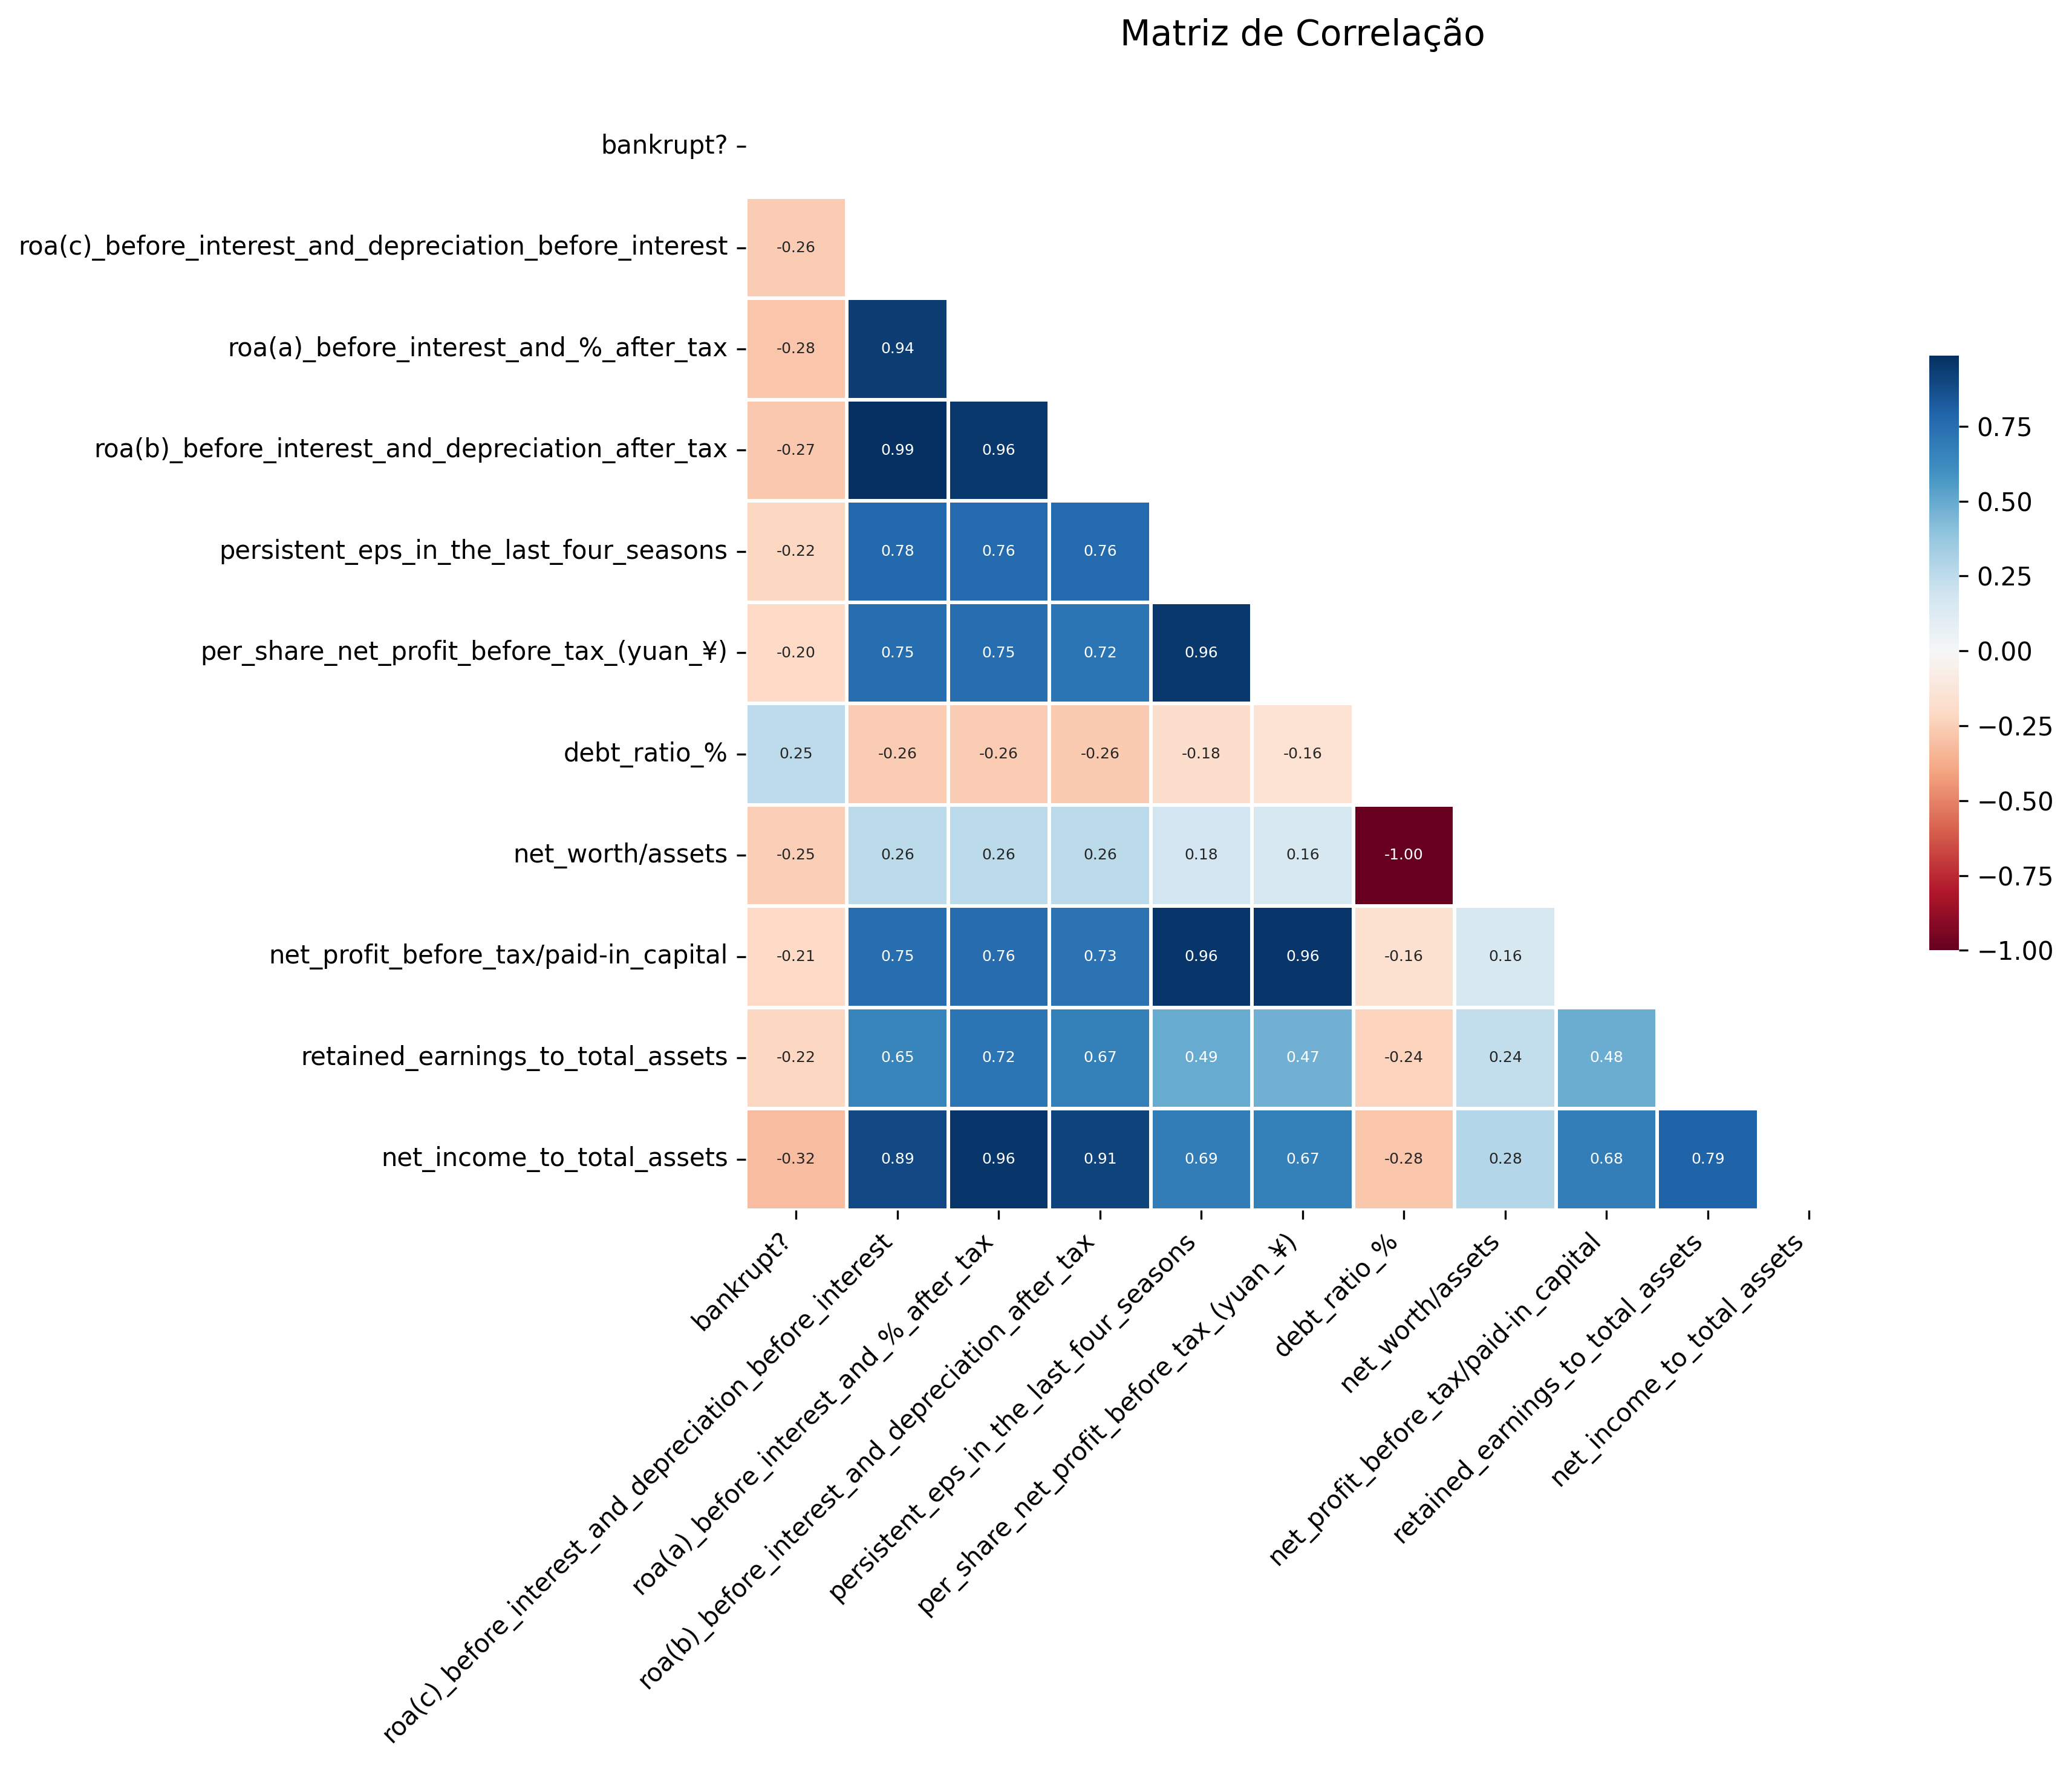 Matriz de Correlação
bankrupt?
roa(c)_before_interest_and_depreciation_before_interest -0.26
roa(a)_before_interest_and_%_after_tax -0.28 0.94
roa(b)_before_interest_and_depreciation_after_tax -0.27 0.99 0.96
persistent_eps_in_the_last_four_seasons -0.22 0.78 0.76 0.76
per_share_net_profit_before_tax_(yuan_¥) -0.20 0.75 0.75 0.72 0.96
debt_ratio_% 0.25 -0.26 -0.26 -0.26 -0.18 -0.16
net_worth/assets -0.25 0.26 0.26 0.26 0.18 0.16 -1.00
net_profit_before_tax/paid-in_capital -0.21 0.75 0.76 0.73 0.96 0.96 -0.16 0.16
retained_earnings_to_total_assets -0.22 0.65 0.72 0.67 0.49 0.47 -0.24 0.24 0.48
net_income_to_total_assets -0.32 0.89 0.96 0.91 0.69 0.67 -0.28 0.28 0.68 0.79
bankrupt?
roa(c)_before_interest_and_depreciation_before_interest
roa(a)_before_interest_and_%_after_tax
roa(b)_before_interest_and_depreciation_after_tax
persistent_eps_in_the_last_four_seasons
per_share_net_profit_before_tax_(yuan_¥)
debt_ratio_%
net_worth/assets
net_profit_before_tax/paid-in_capital
retained_earnings_to_total_assets
net_income_to_total_assets
0.75
0.50
0.25
0.00
−0.25
−0.50
−0.75
−1.00